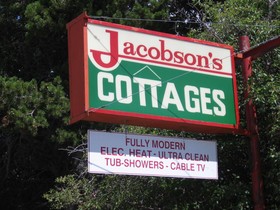 Jacobson's
COTTAGES
FULLY MODERN
ELEC. HEAT - ULTRA CLEAN
TUB-SHOWERS - CABLE TV